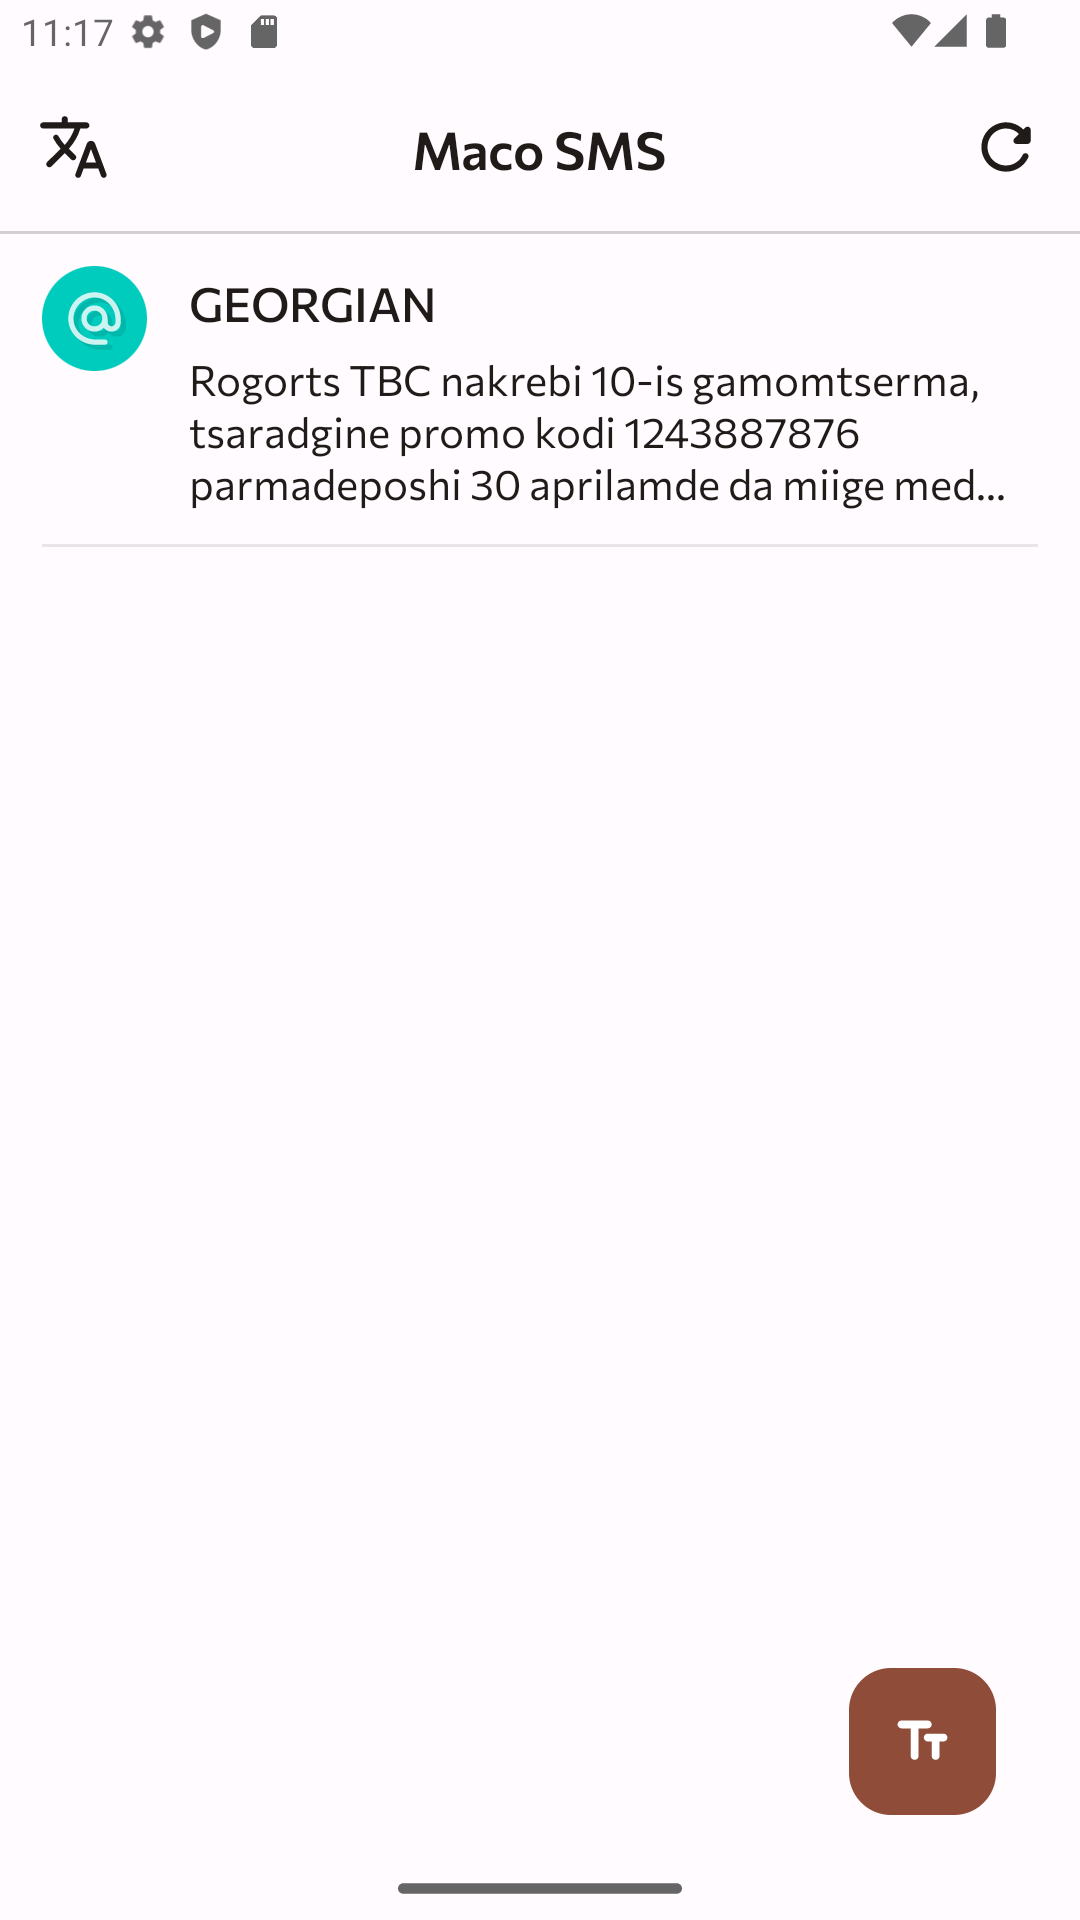 11:17
Maco SMS
GEORGIAN
Rogorts TBC nakrebi 10-is gamomtserma,
tsaradgine promo kodi 1243887876
parmadeposhi 30 aprilamde da miige med...